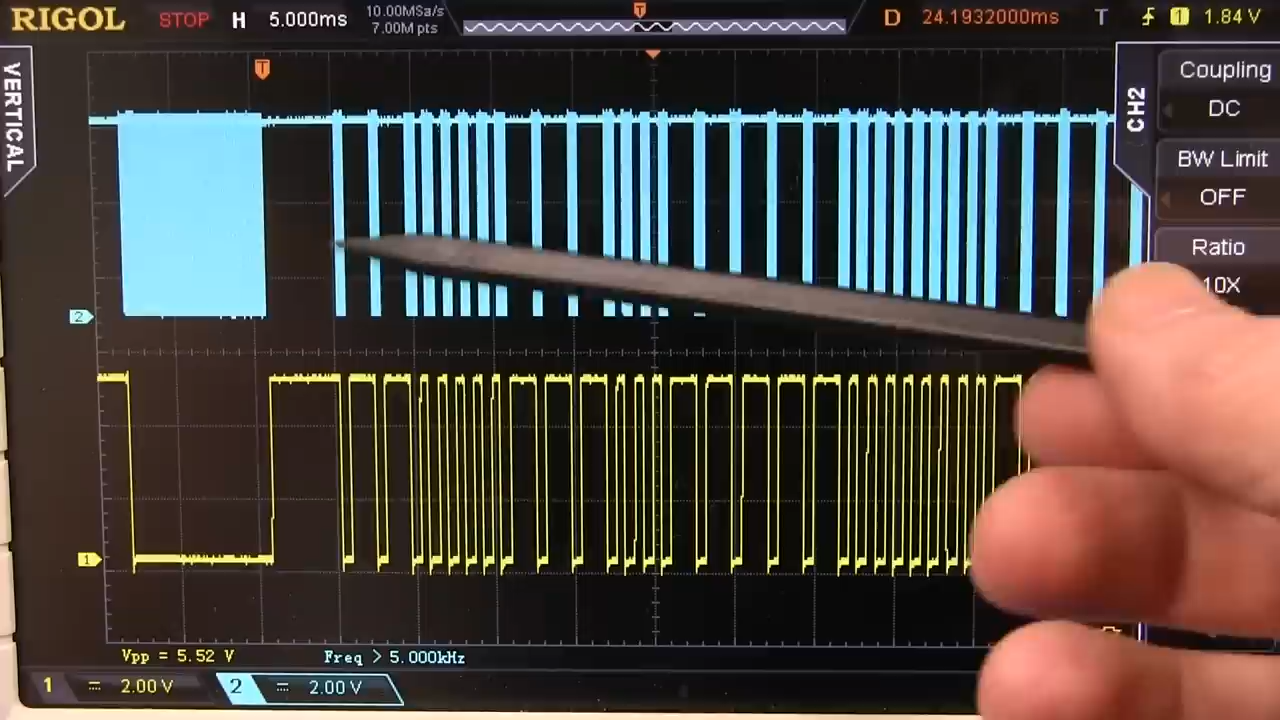 RIGOL STOP H 5.000ms 10.00MSa/s 7.00M pts D 24.1932000ms T 1 1.84 V
T
VERTICAL
CH2
Coupling
DC
BW Limit
OFF
Ratio
10X
2
1
Vpp = 5.52 V Freq > 5.000kHz
1 2.00 V 2 2.00 V